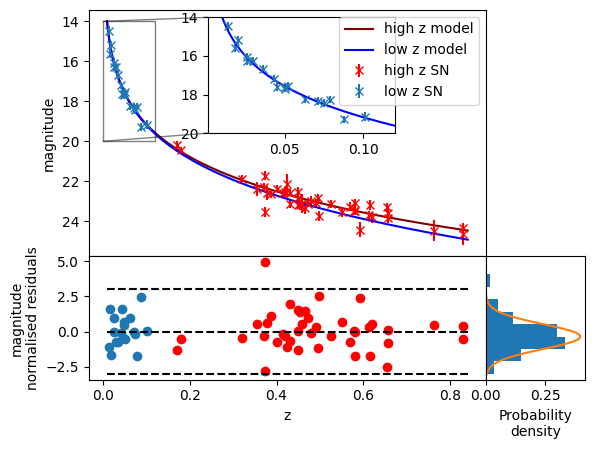 14
16
18
20
22
24
magnitude
14
16
18
20
0.05
0.10
high z model
low z model
high z SN
low z SN
5.0
2.5
0.0
−2.5
magnitude
normalised residuals
0.0
0.2
0.4
0.6
0.8
z
0.00
0.25
Probability
density